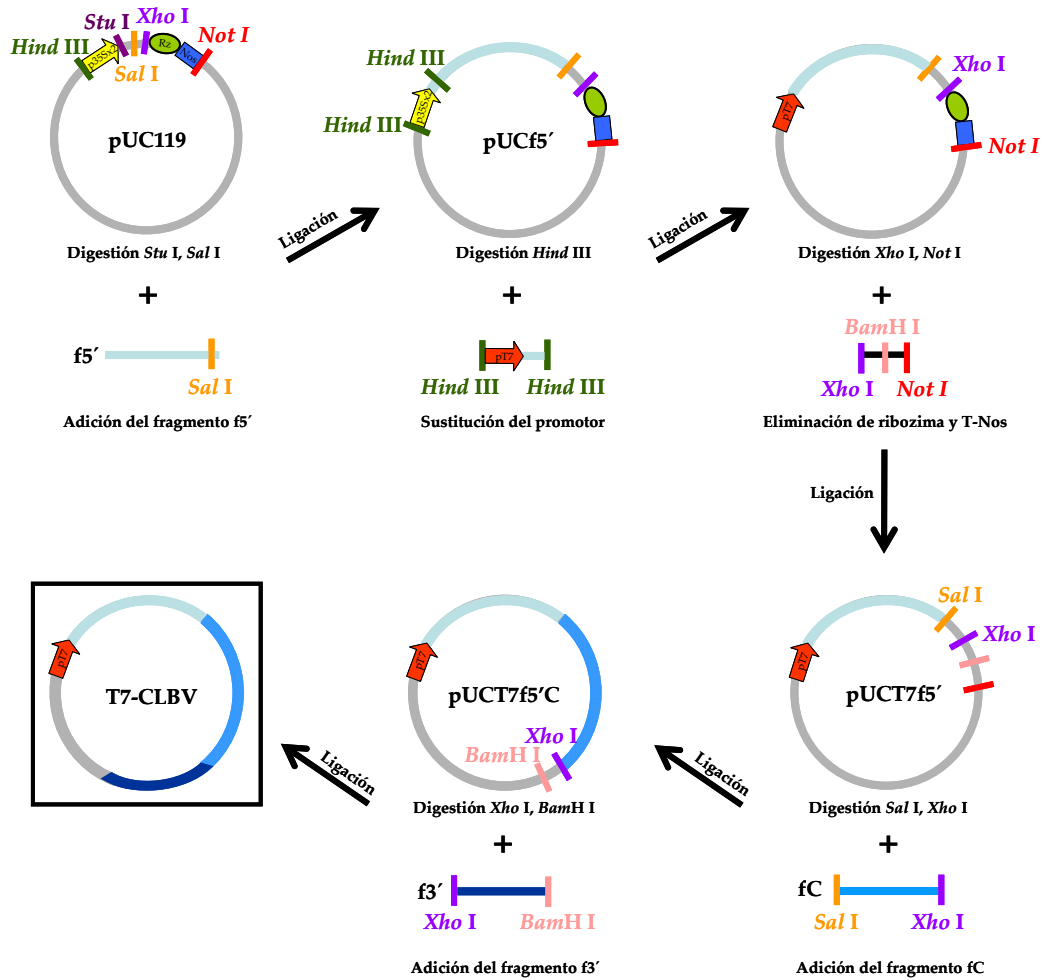 Stu I
Xho I
Hind III
Not I
p35Sx2
Rz
Nos
Sal I
pUC119
Digestión Stu I, Sal I
+
f5´
Sal I
Adición del fragmento f5´
Ligación
Hind III
p35Sx2
Hind III
pUCf5´
Digestión Hind III
+
pT7
Hind III
Hind III
Sustitución del promotor
Ligación
Xho I
pT7
Not I
Digestión Xho I, Not I
+
BamH I
Xho I
Not I
Eliminación de ribozima y T-Nos
Ligación
Sal I
Xho I
pT7
pUCT7f5´
Digestión Sal I, Xho I
+
fC
Sal I
Xho I
Adición del fragmento fC
Ligación
pT7
pUCT7f5'C
Xho I
BamH I
Digestión Xho I, BamH I
+
f3´
Xho I
BamH I
Adición del fragmento f3´
Ligación
pT7
T7-CLBV